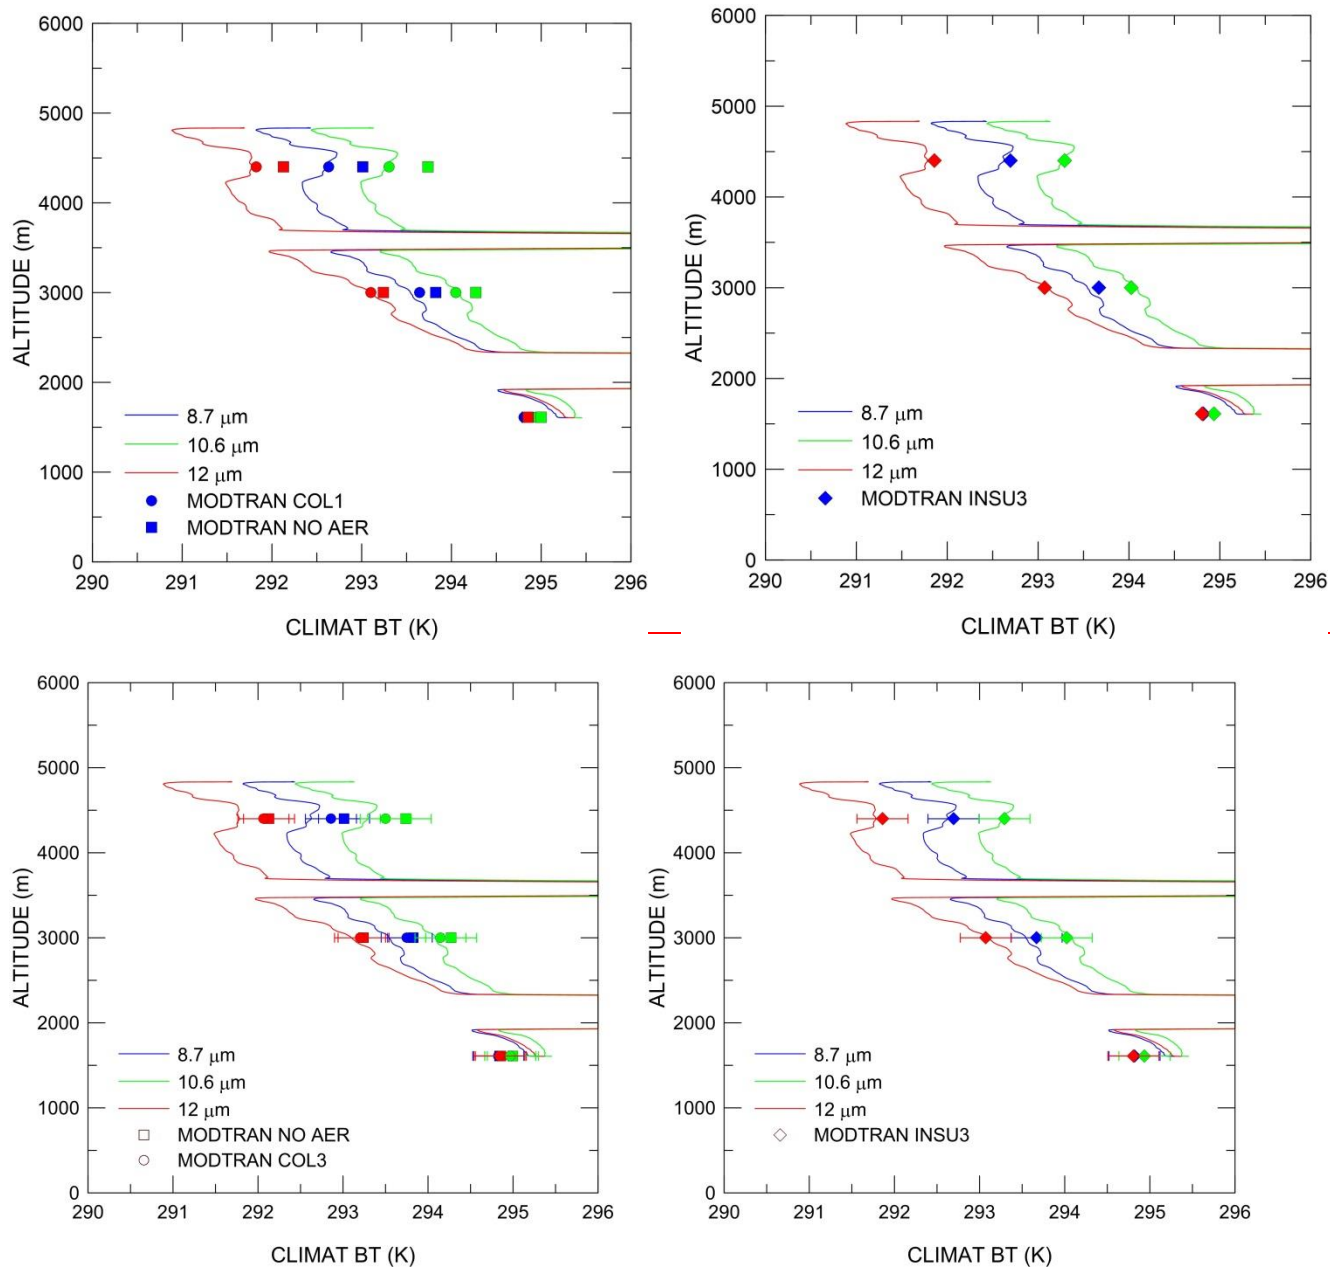 6000
5000
4000
3000
2000
1000
0
ALTITUDE (m)
8.7 μm
10.6 μm
12 μm
MODTRAN COL1
MODTRAN NO AER
290 291 292 293 294 295 296
CLIMAT BT (K)
6000
5000
4000
3000
2000
1000
0
ALTITUDE (m)
8.7 μm
10.6 μm
12 μm
MODTRAN INSU3
290 291 292 293 294 295 296
CLIMAT BT (K)
6000
5000
4000
3000
2000
1000
0
ALTITUDE (m)
8.7 μm
10.6 μm
12 μm
MODTRAN NO AER
MODTRAN COL3
290 291 292 293 294 295 296
CLIMAT BT (K)
6000
5000
4000
3000
2000
1000
0
ALTITUDE (m)
8.7 μm
10.6 μm
12 μm
MODTRAN INSU3
290 291 292 293 294 295 296
CLIMAT BT (K)